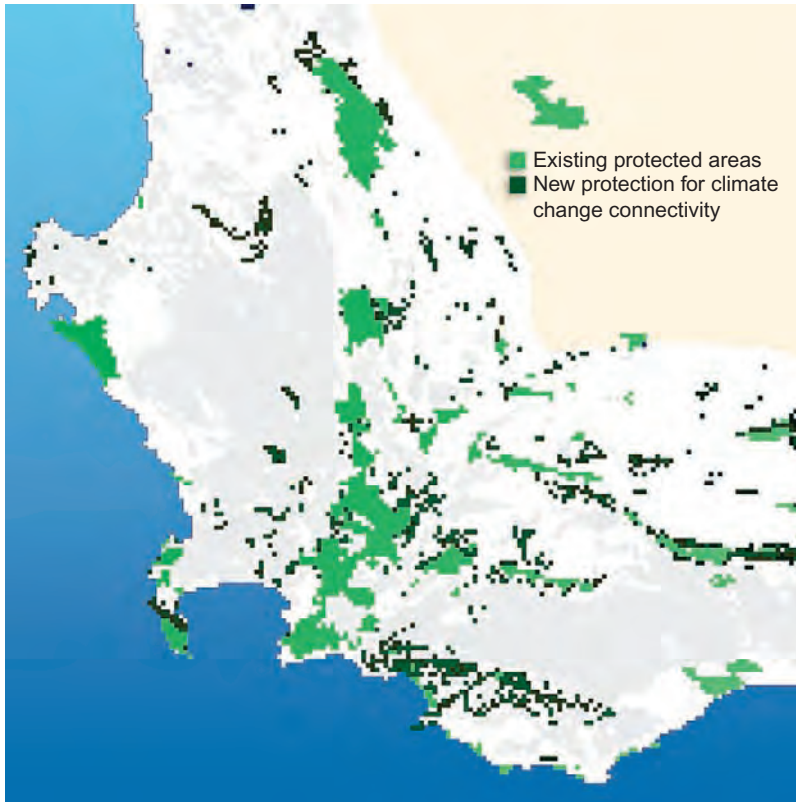 Existing protected areas
New protection for climate
change connectivity